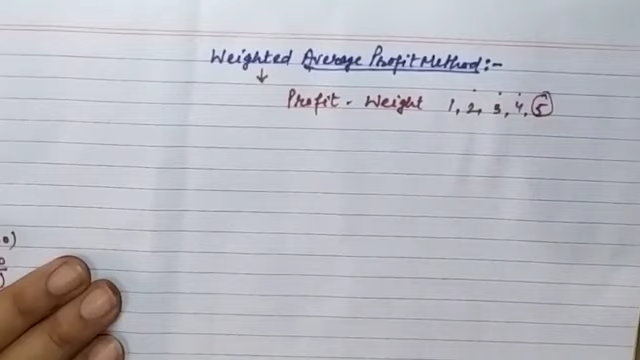 Weighted Average Profit Method :-
↓
Profit . Weight 1, 2, 3, 4, 5